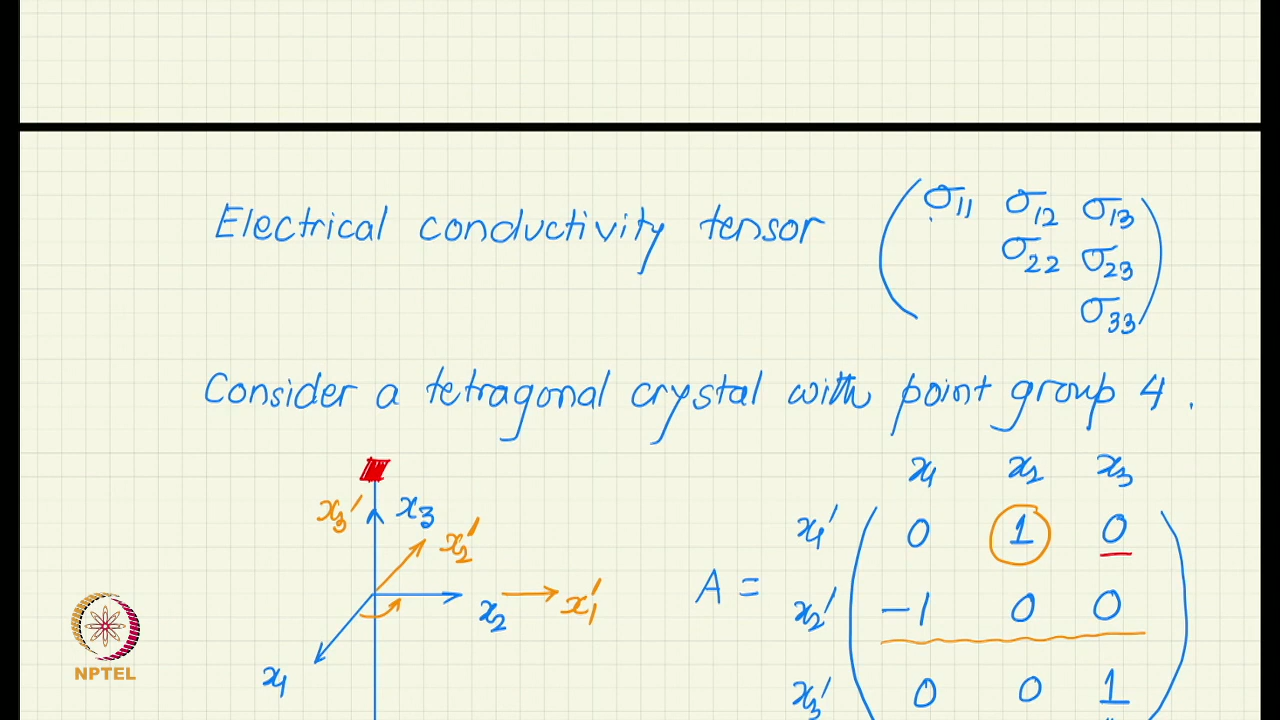 Electrical conductivity tensor
σ11 σ12 σ13
σ22 σ23
σ33
Consider a tetragonal crystal with point group 4 .
x3' x3
x2'
x2 x1'
x1
x1 x2 x3
x1' 0 1 0
A = x2' -1 0 0
x3' 0 0 1
NPTEL